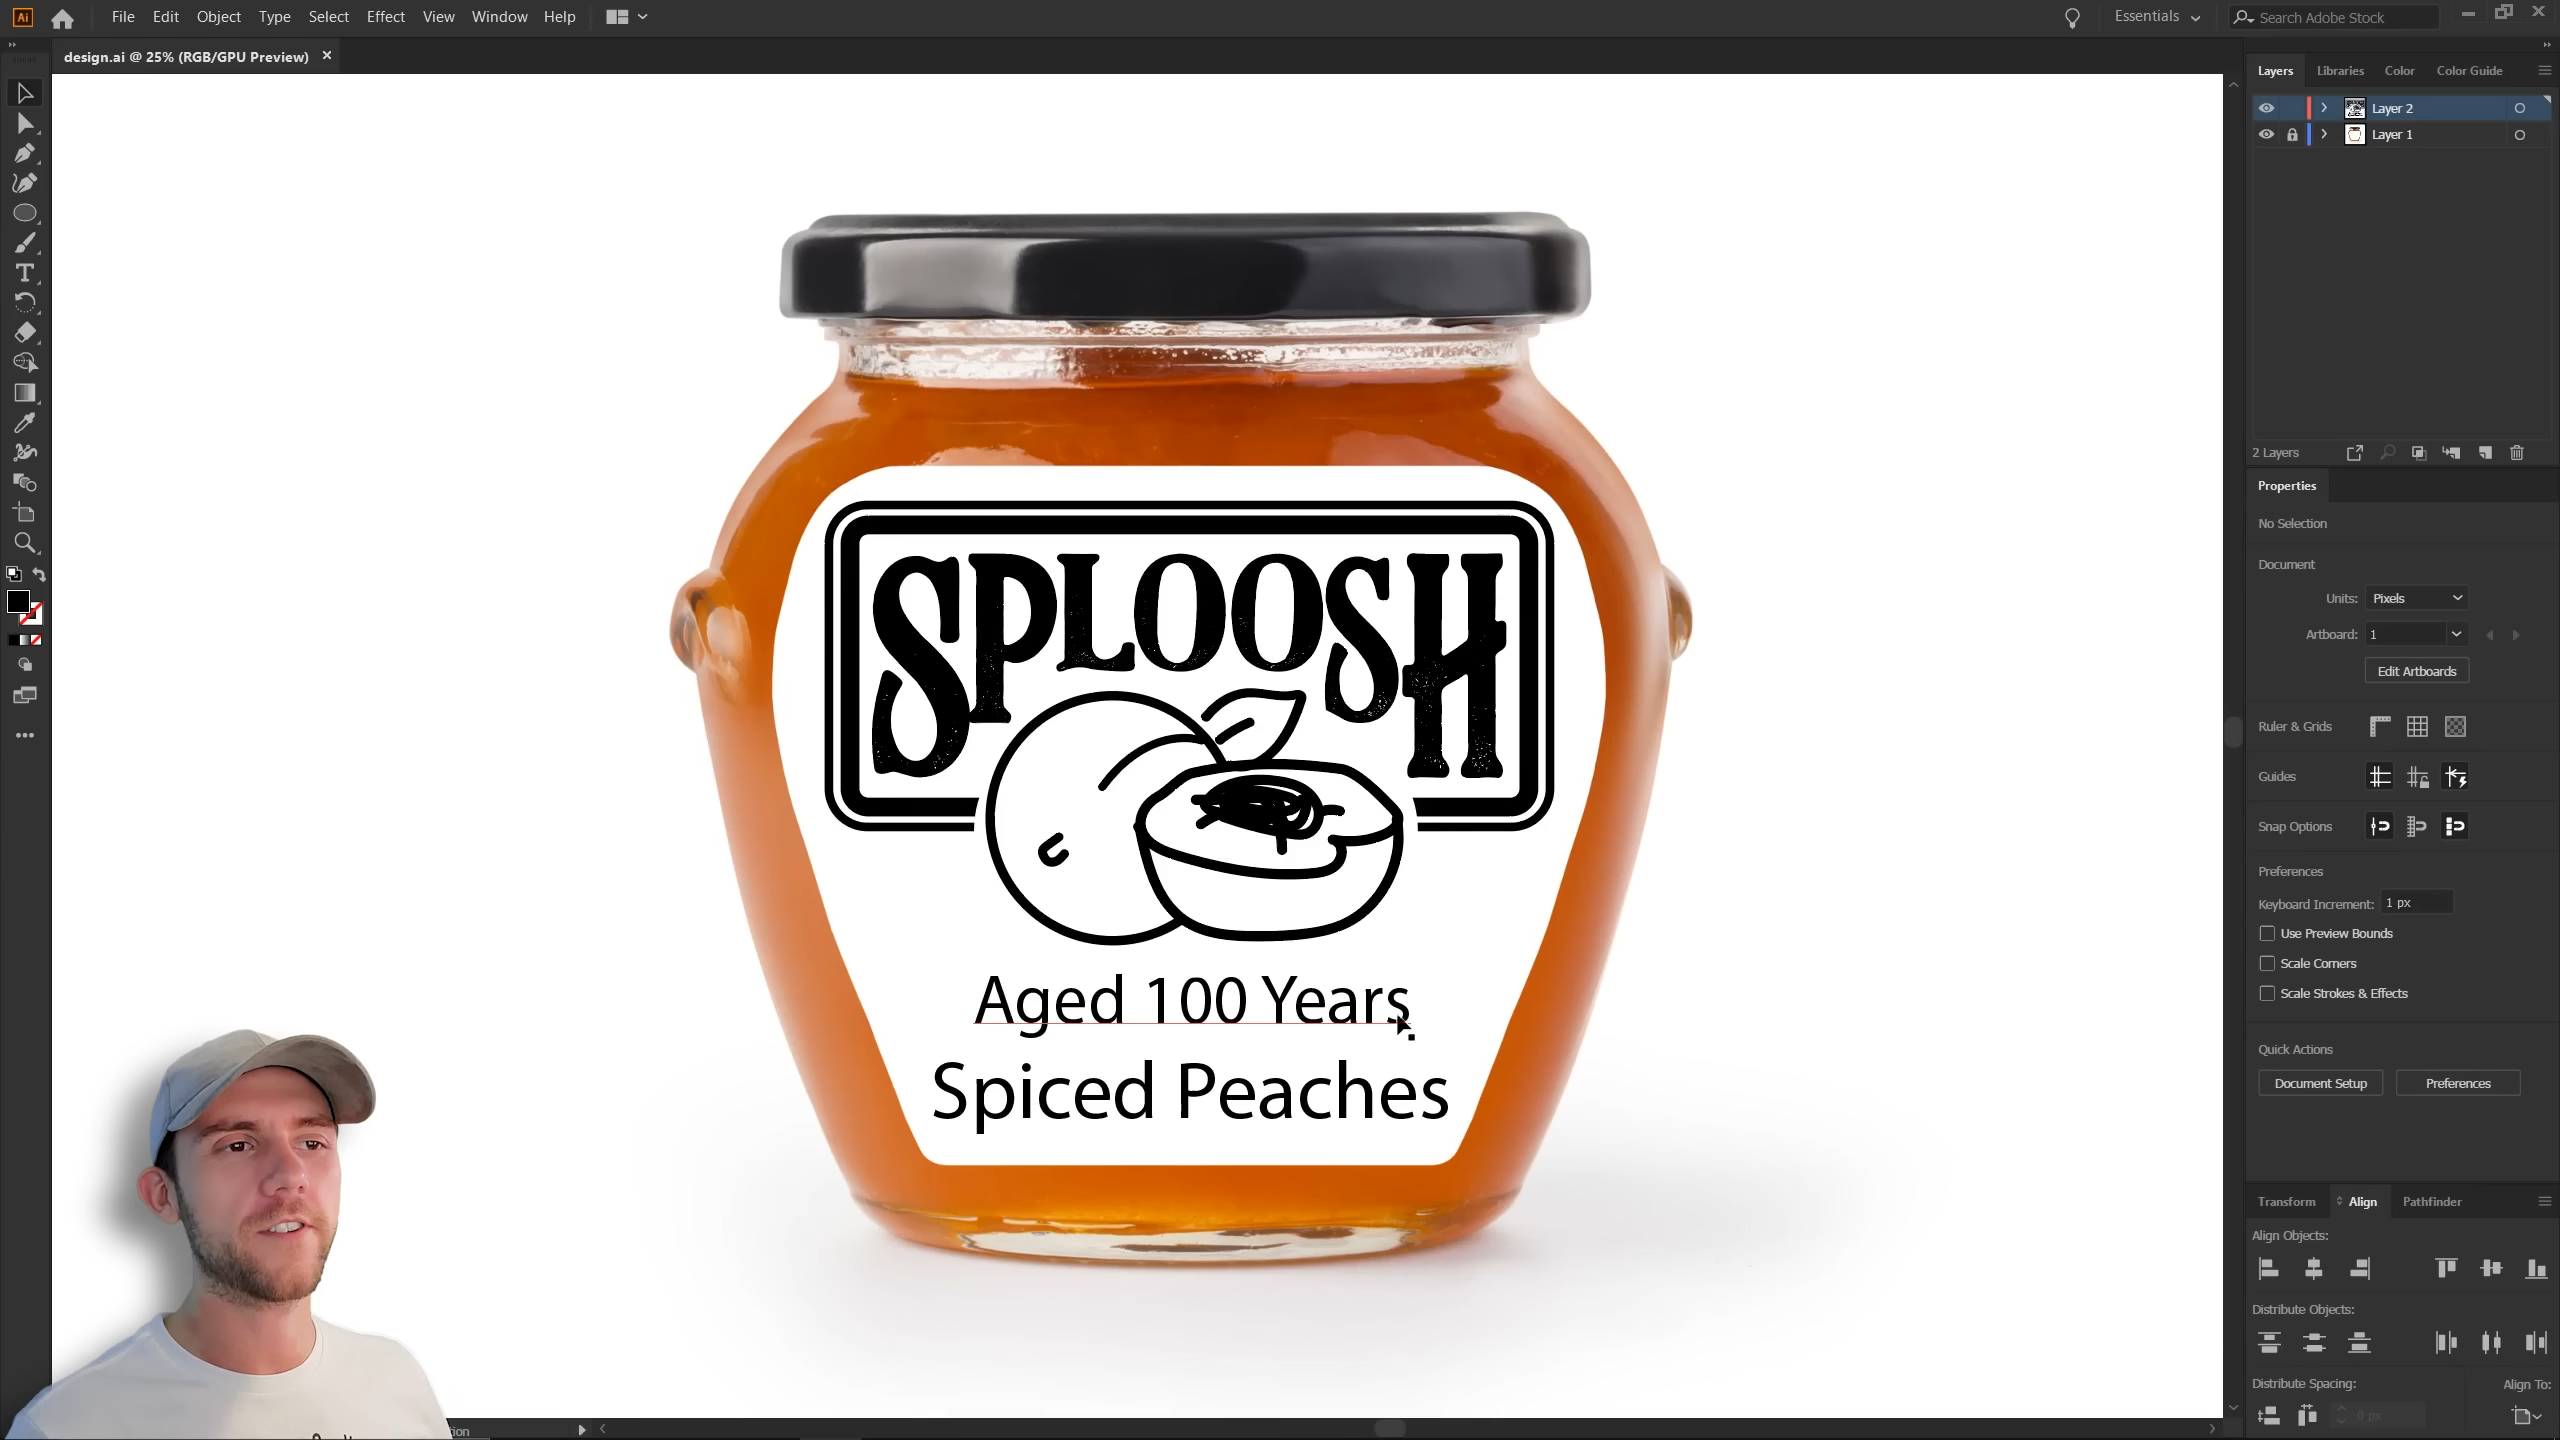 Ai File Edit Object Type Select Effect View Window Help Essentials Search Adobe Stock
design.ai @ 25% (RGB/GPU Preview) ×
Layers Libraries Color Color Guide
Layer 2
Layer 1
2 Layers
Properties
No Selection
Document
Units: Pixels
Artboard: 1
Edit Artboards
Ruler & Grids
Guides
Snap Options
Preferences
Keyboard Increment: 1 px
Use Preview Bounds
Scale Corners
Scale Strokes & Effects
Quick Actions
Document Setup Preferences
Transform Align Pathfinder
Align Objects:
Distribute Objects:
Distribute Spacing: Align To:
0 px
SPLOOSH
Aged 100 Years
Spiced Peaches